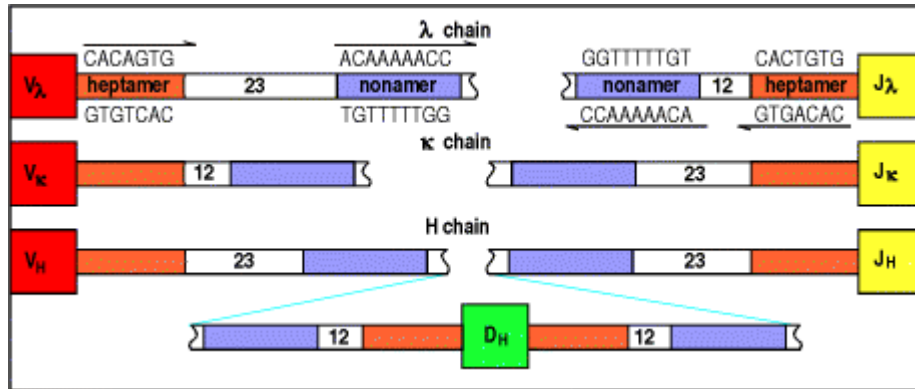 λ chain
CACAGTG ACAAAAACC GGTTTTTGT CACTGTG
Vλ heptamer 23 nonamer nonamer 12 heptamer Jλ
GTGTCAC TGTTTTTGG CCAAAAACA GTGACAC
κ chain
Vκ 12 23 Jκ
H chain
VH 23 23 JH
12 DH 12